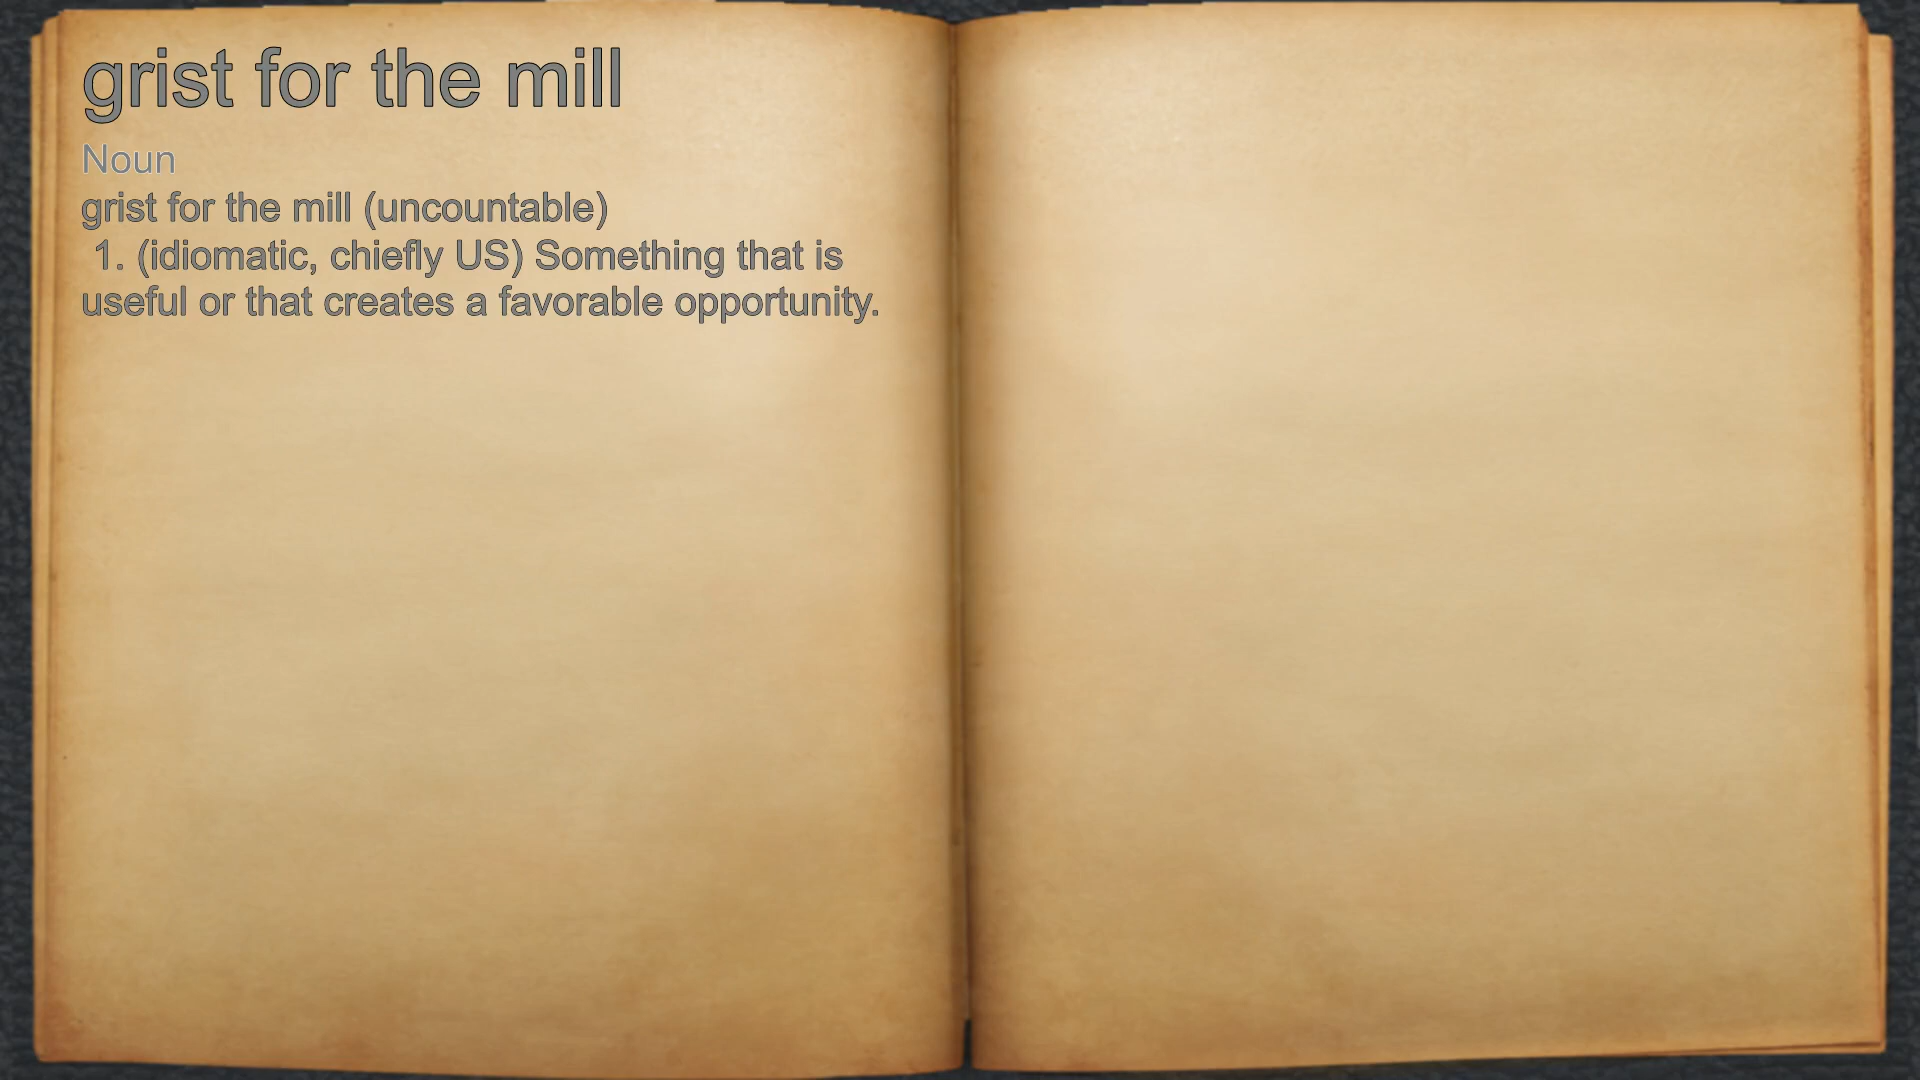 grist for the mill
Noun
grist for the mill (uncountable)
1. (idiomatic, chiefly US) Something that is
useful or that creates a favorable opportunity.